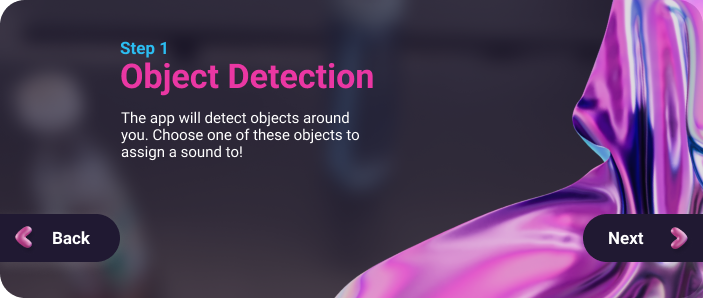 Step 1
Object Detection
The app will detect objects around
you. Choose one of these objects to
assign a sound to!
Back
Next